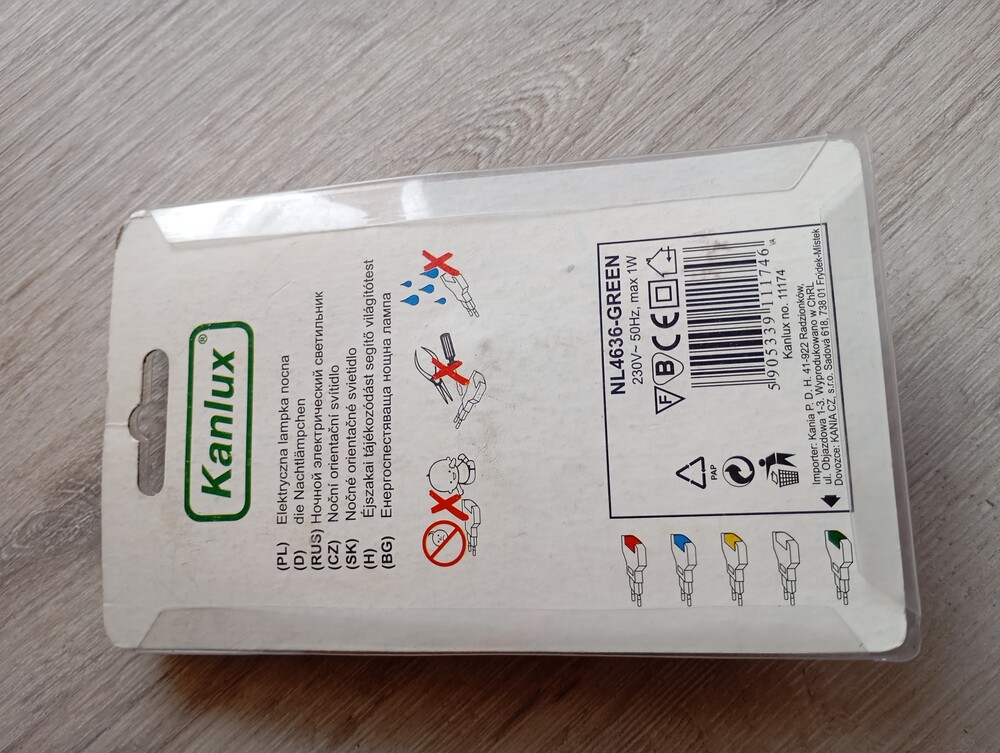 Kanlux®
(PL) Elektryczna lampka nocna
(D) die Nachtlämpchen
(RUS) Ночной электрический светильник
(CZ) Noční orientační svítidlo
(SK) Nočné orientačné svietidlo
(H) Éjszakai tájékozódást segitő világitótest
(BG) Енергоспестяваща нощна лампа
NL4636-GREEN
230V~ 50Hz, max 1W
F B CE
5 905339 111746
Kanlux no. 11174
PAP
Importer: Kania P. D. H. 41-922 Radzionków,
ul. Objazdowa 1-3. Wyprodukowano w ChRL
Dovozce: KANIA CZ, s.r.o. Sadová 618, 738 01 Frýdek-Místek